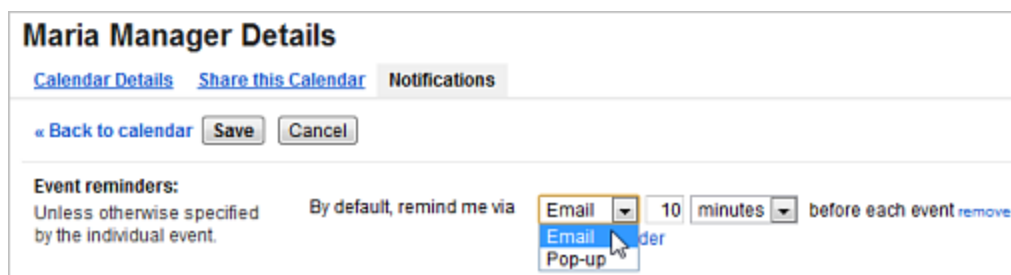 Maria Manager Details
Calendar Details Share this Calendar Notifications
« Back to calendar Save Cancel
Event reminders:
Unless otherwise specified
by the individual event.
By default, remind me via Email 10 minutes before each event remove
Email
Pop-up